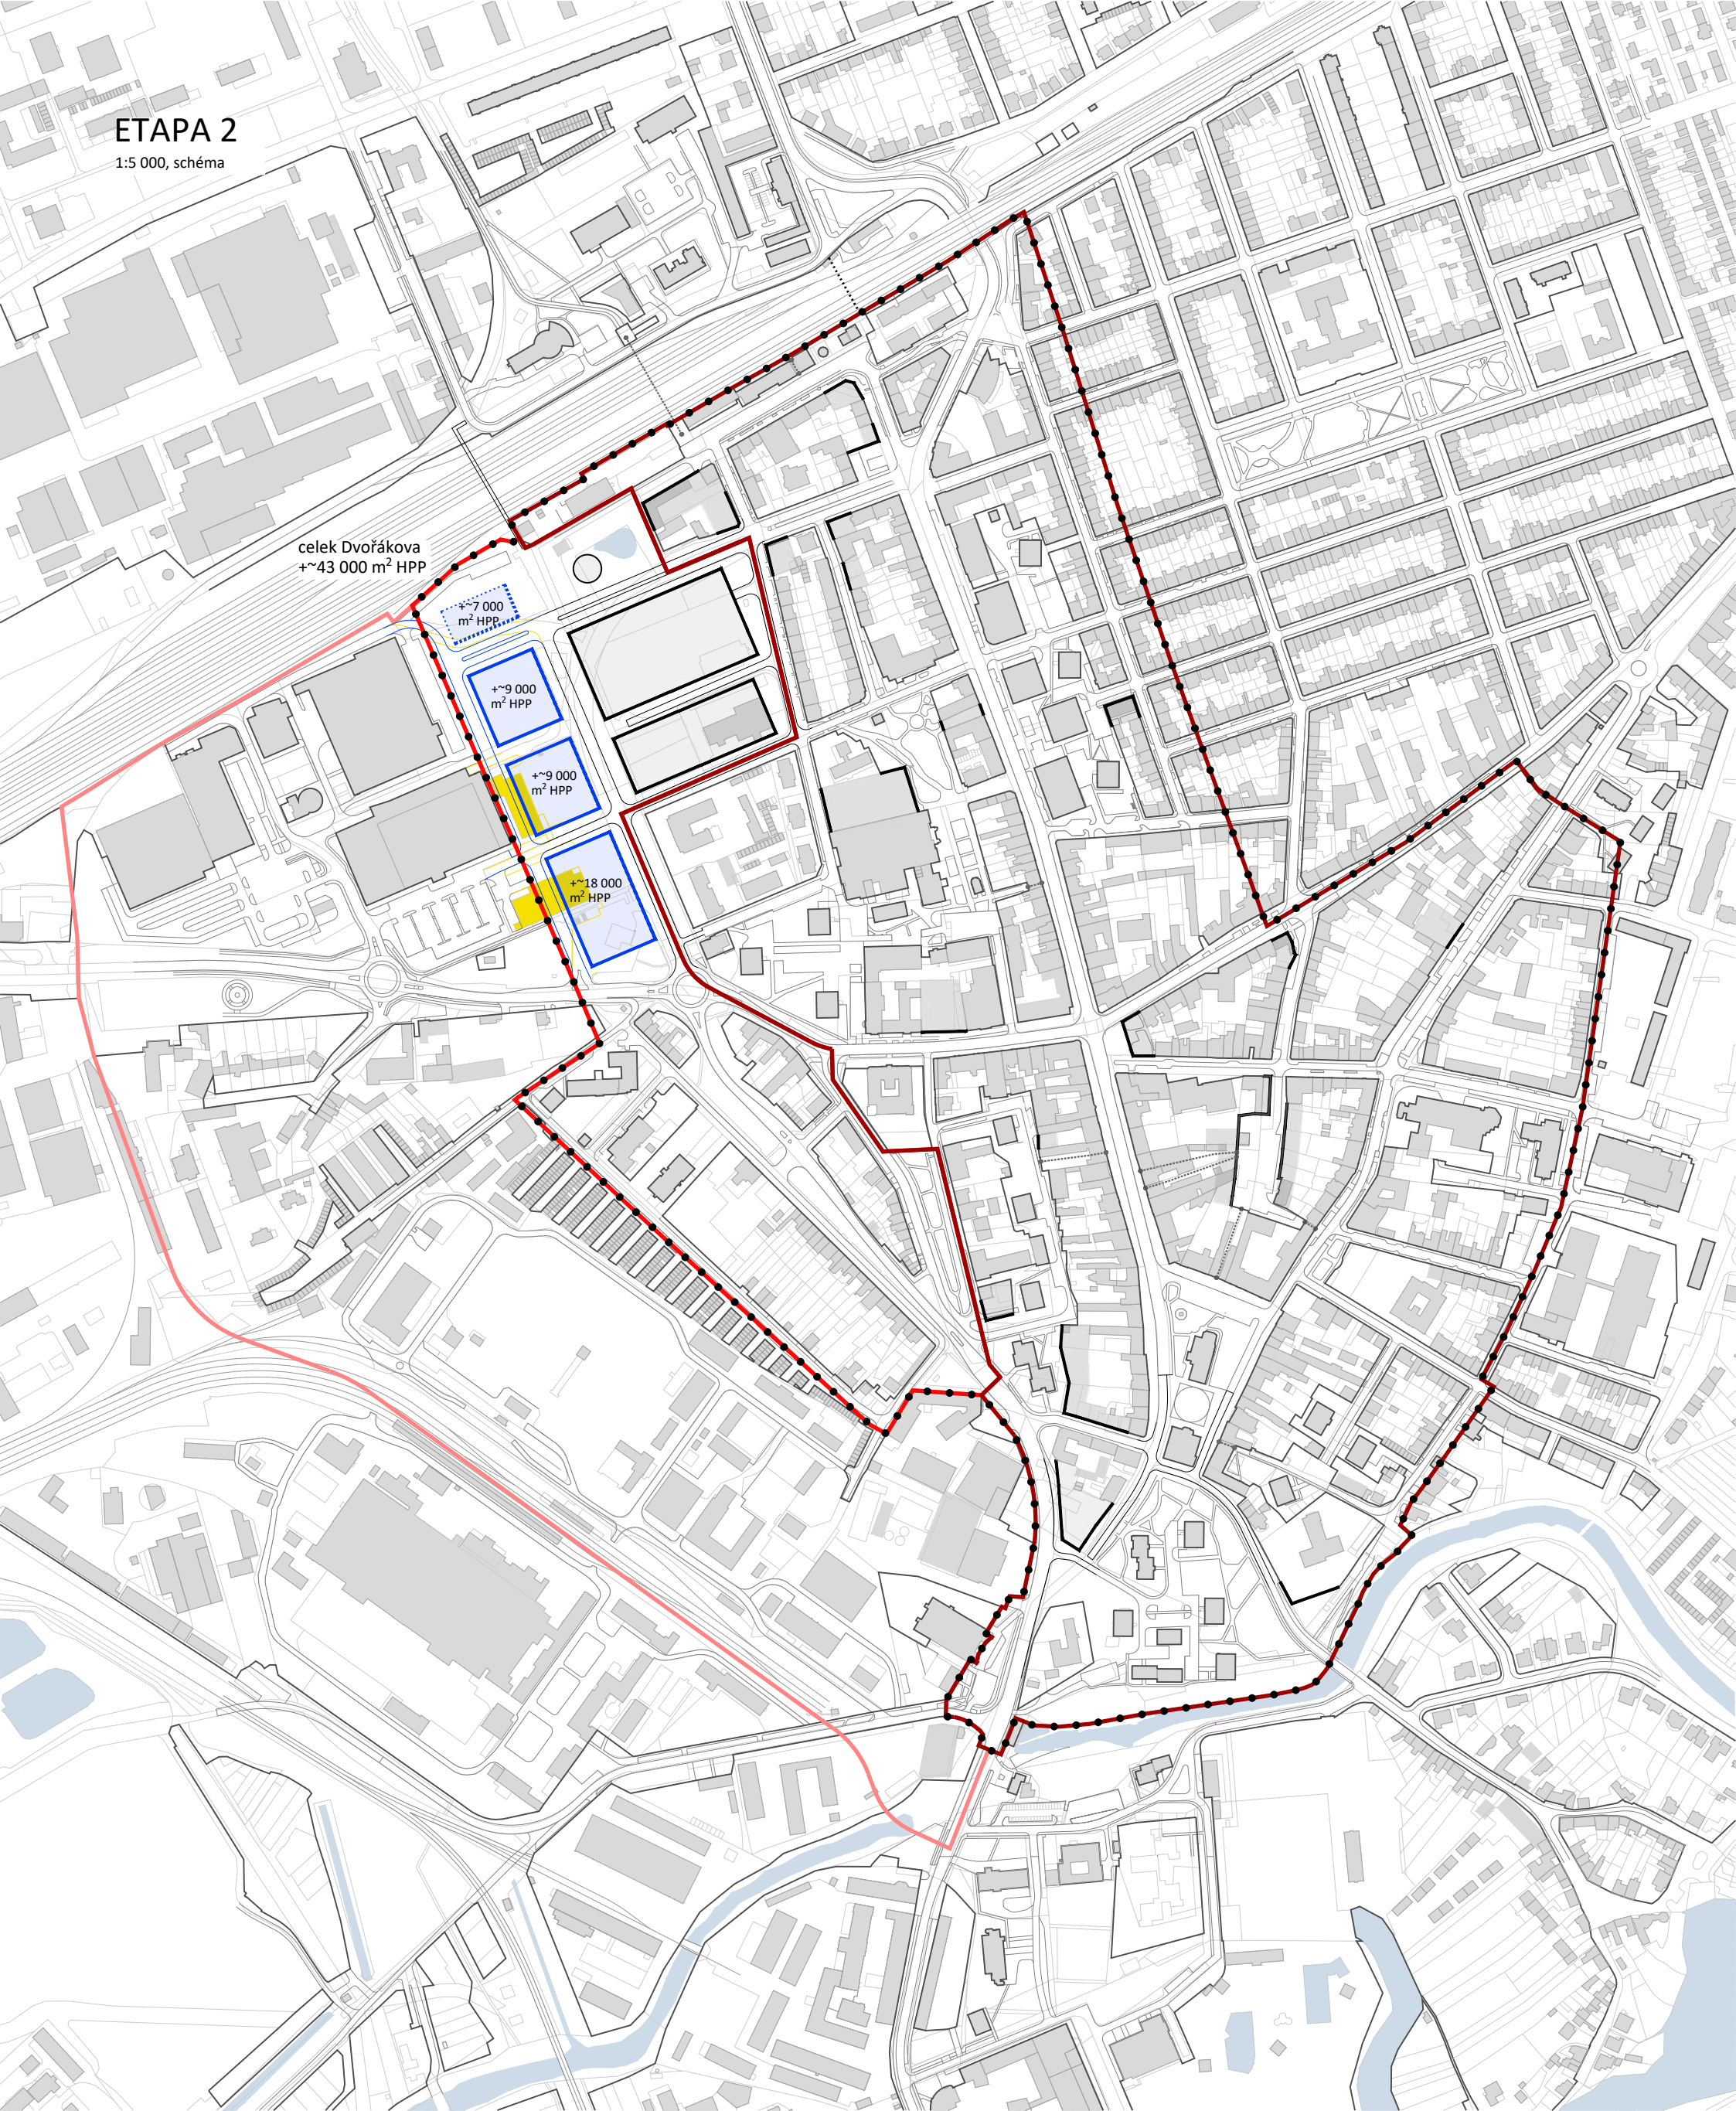 ETAPA 2
1:5 000, schéma
celek Dvořákova
+~43 000 m² HPP
+~7 000
m² HPP
+~9 000
m² HPP
+~9 000
m² HPP
+~18 000
m² HPP